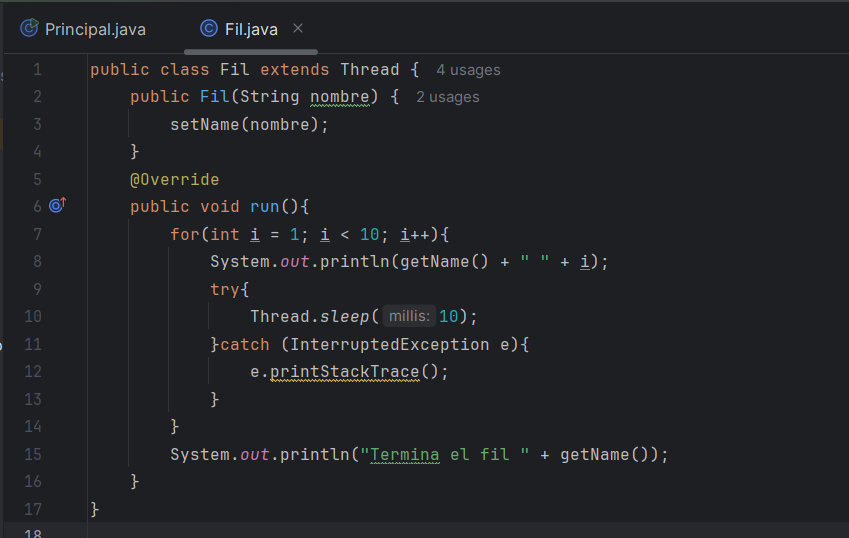 Principal.java Fil.java
1 public class Fil extends Thread { 4 usages
2 public Fil(String nombre) { 2 usages
3 setName(nombre);
4 }
5 @Override
6 public void run(){
7 for(int i = 1; i < 10; i++){
8 System.out.println(getName() + " " + i);
9 try{
10 Thread.sleep( millis: 10);
11 }catch (InterruptedException e){
12 e.printStackTrace();
13 }
14 }
15 System.out.println("Termina el fil " + getName());
16 }
17 }
18